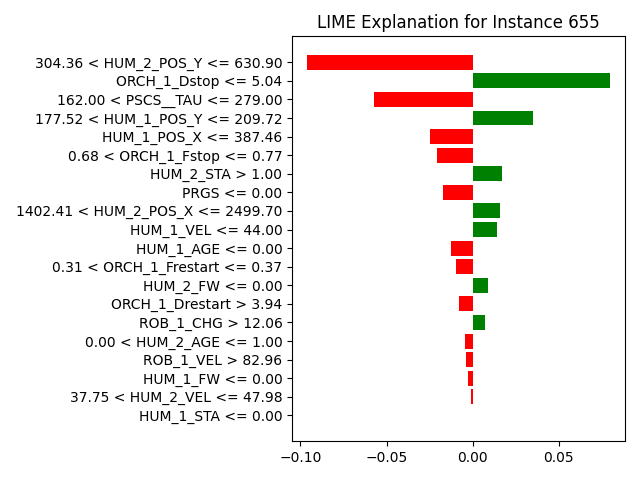 LIME Explanation for Instance 655
304.36 < HUM_2_POS_Y <= 630.90
ORCH_1_Dstop <= 5.04
162.00 < PSCS__TAU <= 279.00
177.52 < HUM_1_POS_Y <= 209.72
HUM_1_POS_X <= 387.46
0.68 < ORCH_1_Fstop <= 0.77
HUM_2_STA > 1.00
PRGS <= 0.00
1402.41 < HUM_2_POS_X <= 2499.70
HUM_1_VEL <= 44.00
HUM_1_AGE <= 0.00
0.31 < ORCH_1_Frestart <= 0.37
HUM_2_FW <= 0.00
ORCH_1_Drestart > 3.94
ROB_1_CHG > 12.06
0.00 < HUM_2_AGE <= 1.00
ROB_1_VEL > 82.96
HUM_1_FW <= 0.00
37.75 < HUM_2_VEL <= 47.98
HUM_1_STA <= 0.00
−0.10 −0.05 0.00 0.05